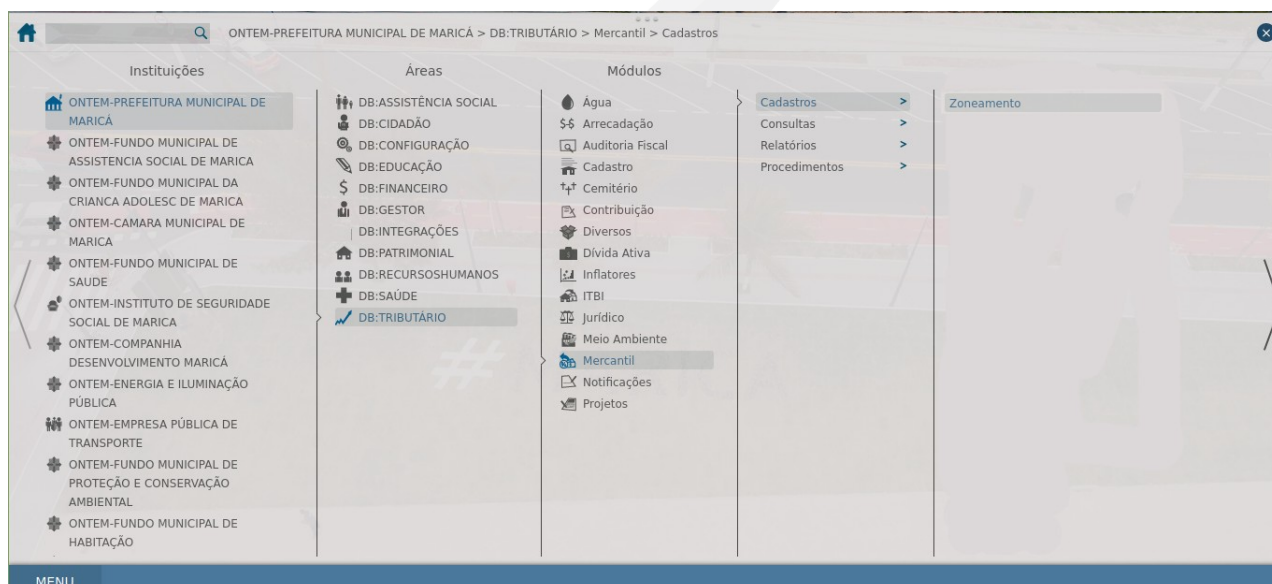 ONTEM-PREFEITURA MUNICIPAL DE MARICÁ > DB:TRIBUTÁRIO > Mercantil > Cadastros
Instituições
ONTEM-PREFEITURA MUNICIPAL DE
MARICÁ
ONTEM-FUNDO MUNICIPAL DE
ASSISTENCIA SOCIAL DE MARICA
ONTEM-FUNDO MUNICIPAL DA
CRIANCA ADOLESC DE MARICA
ONTEM-CAMARA MUNICIPAL DE
MARICA
ONTEM-FUNDO MUNICIPAL DE
SAUDE
ONTEM-INSTITUTO DE SEGURIDADE
SOCIAL DE MARICA
ONTEM-COMPANHIA
DESENVOLVIMENTO MARICÁ
ONTEM-ENERGIA E ILUMINAÇÃO
PÚBLICA
ONTEM-EMPRESA PÚBLICA DE
TRANSPORTE
ONTEM-FUNDO MUNICIPAL DE
PROTEÇÃO E CONSERVAÇÃO
AMBIENTAL
ONTEM-FUNDO MUNICIPAL DE
HABITAÇÃO
Áreas
DB:ASSISTÊNCIA SOCIAL
DB:CIDADÃO
DB:CONFIGURAÇÃO
DB:EDUCAÇÃO
DB:FINANCEIRO
DB:GESTOR
DB:INTEGRAÇÕES
DB:PATRIMONIAL
DB:RECURSOSHUMANOS
DB:SAÚDE
DB:TRIBUTÁRIO
Módulos
Água
Arrecadação
Auditoria Fiscal
Cadastro
Cemitério
Contribuição
Diversos
Dívida Ativa
Inflatores
ITBI
Jurídico
Meio Ambiente
Mercantil
Notificações
Projetos
Cadastros >
Consultas >
Relatórios >
Procedimentos >
Zoneamento
MENU